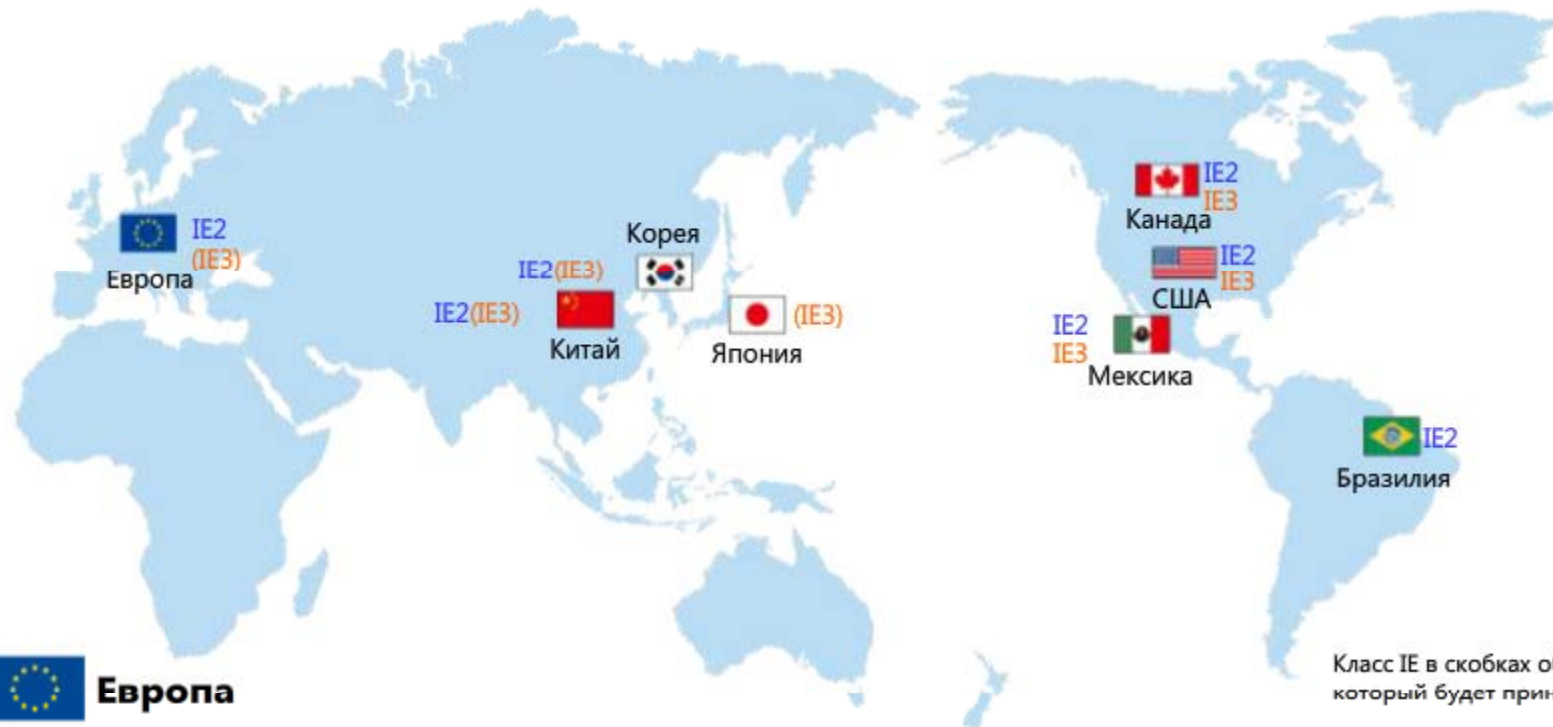 IE2
IE3
Канада
IE2
(IE3)
Европа
Корея
IE2
IE3
США
IE2(IE3)
IE2(IE3)
Китай
(IE3)
Япония
IE2
IE3
Мексика
IE2
Бразилия
Класс IE в скобках
который будет
Европа